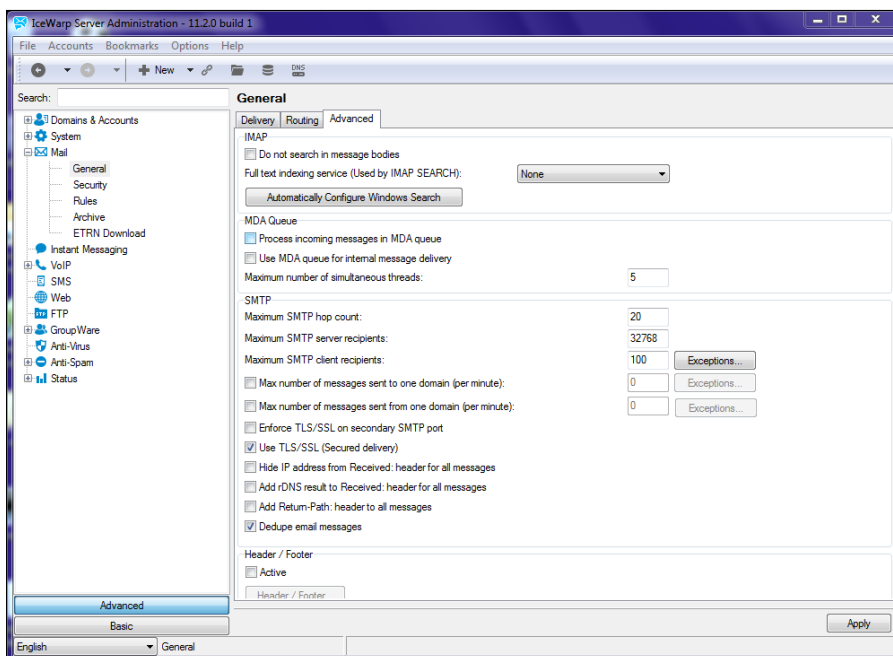 IceWarp Server Administration - 11.2.0 build 1
File Accounts Bookmarks Options Help
New DNS
Search:
Domains & Accounts
System
Mail
General
Security
Rules
Archive
ETRN Download
Instant Messaging
VoIP
SMS
Web
FTP
GroupWare
Anti-Virus
Anti-Spam
Status
Advanced
Basic
General
Delivery Routing Advanced
IMAP
Do not search in message bodies
Full text indexing service (Used by IMAP SEARCH): None
Automatically Configure Windows Search
MDA Queue
Process incoming messages in MDA queue
Use MDA queue for internal message delivery
Maximum number of simultaneous threads: 5
SMTP
Maximum SMTP hop count: 20
Maximum SMTP server recipients: 32768
Maximum SMTP client recipients: 100 Exceptions...
Max number of messages sent to one domain (per minute): 0 Exceptions...
Max number of messages sent from one domain (per minute): 0 Exceptions...
Enforce TLS/SSL on secondary SMTP port
Use TLS/SSL (Secured delivery)
Hide IP address from Received: header for all messages
Add rDNS result to Received: header for all messages
Add Return-Path: header to all messages
Dedupe email messages
Header / Footer
Active
Header / Footer
Apply
English General